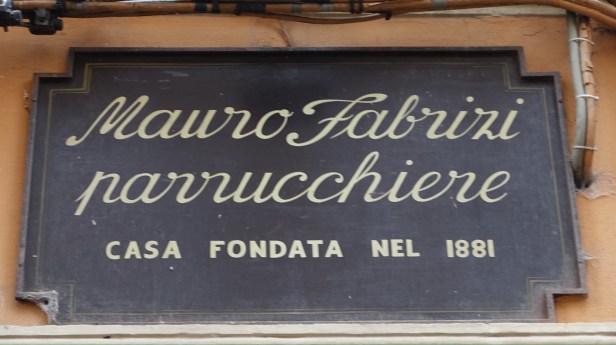 Mauro Fabrizi
parrucchiere
CASA FONDATA NEL 1881